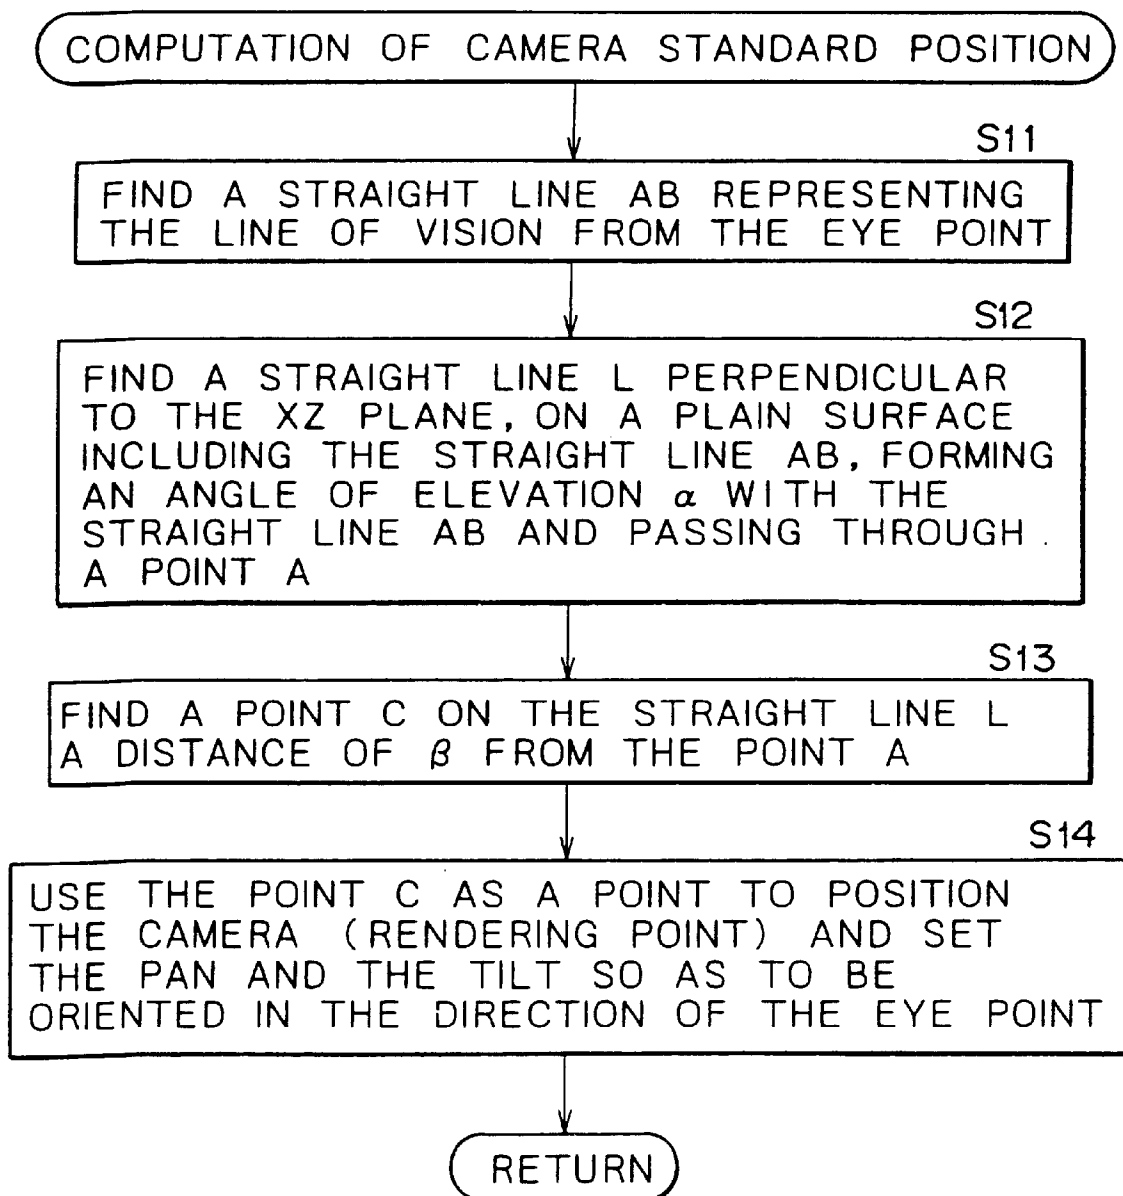 COMPUTATION OF CAMERA STANDARD POSITION
S11
FIND A STRAIGHT LINE AB REPRESENTING
THE LINE OF VISION FROM THE EYE POINT
S12
FIND A STRAIGHT LINE L PERPENDICULAR
TO THE XZ PLANE, ON A PLAIN SURFACE
INCLUDING THE STRAIGHT LINE AB, FORMING
AN ANGLE OF ELEVATION α WITH THE
STRAIGHT LINE AB AND PASSING THROUGH
A POINT A
S13
FIND A POINT C ON THE STRAIGHT LINE L
A DISTANCE OF β FROM THE POINT A
S14
USE THE POINT C AS A POINT TO POSITION
THE CAMERA (RENDERING POINT) AND SET
THE PAN AND THE TILT SO AS TO BE
ORIENTED IN THE DIRECTION OF THE EYE POINT
RETURN